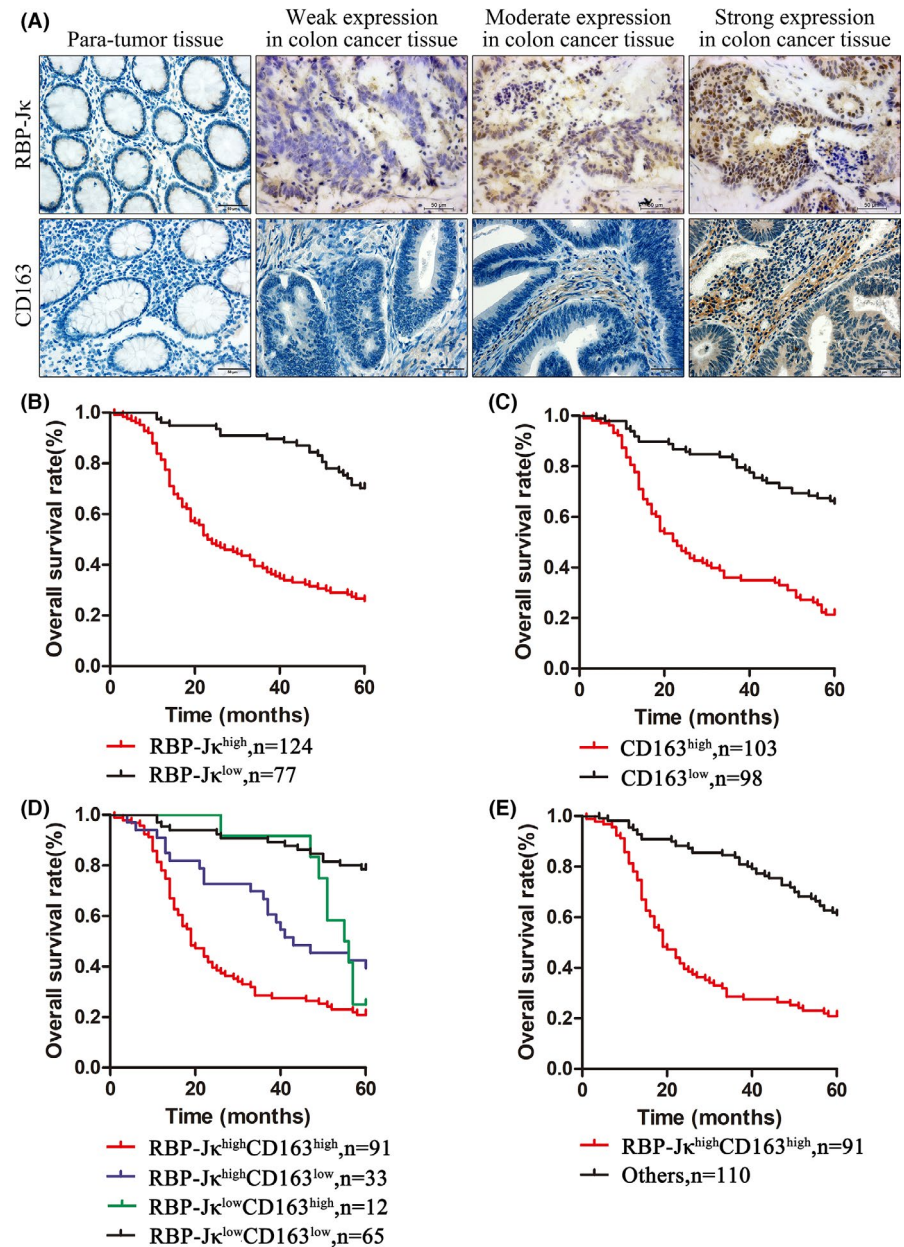 (A)
Para-tumor tissue
Weak expression
in colon cancer tissue
Moderate expression
in colon cancer tissue
Strong expression
in colon cancer tissue
RBP-Jκ
50 μm
50 μm
CD163
(B)
Overall survival rate(%)
1.0
0.8
0.6
0.4
0.2
0.0
0
20
40
60
Time (months)
RBP-Jκhigh,n=124
RBP-Jκlow,n=77
(C)
Overall survival rate(%)
1.0
0.8
0.6
0.4
0.2
0.0
0
20
40
60
Time (months)
CD163high,n=103
CD163low,n=98
(D)
Overall survival rate(%)
1.0
0.8
0.6
0.4
0.2
0.0
0
20
40
60
Time (months)
RBP-JκhighCD163high,n=91
RBP-JκhighCD163low,n=33
RBP-JκlowCD163high,n=12
RBP-JκlowCD163low,n=65
(E)
Overall survival rate(%)
1.0
0.8
0.6
0.4
0.2
0.0
0
20
40
60
Time (months)
RBP-JκhighCD163high,n=91
Others,n=110